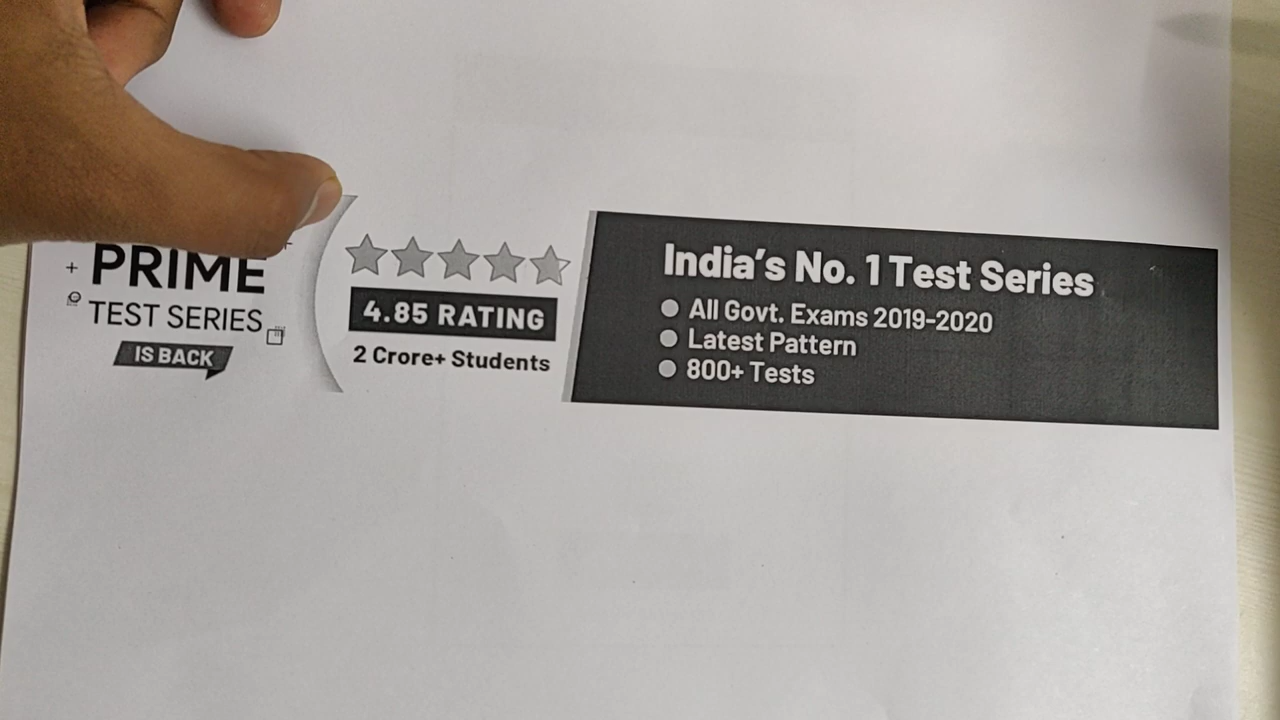 PRIME
TEST SERIES
IS BACK
4.85 RATING
2 Crore+ Students
India's No. 1 Test Series
All Govt. Exams 2019-2020
Latest Pattern
800+ Tests